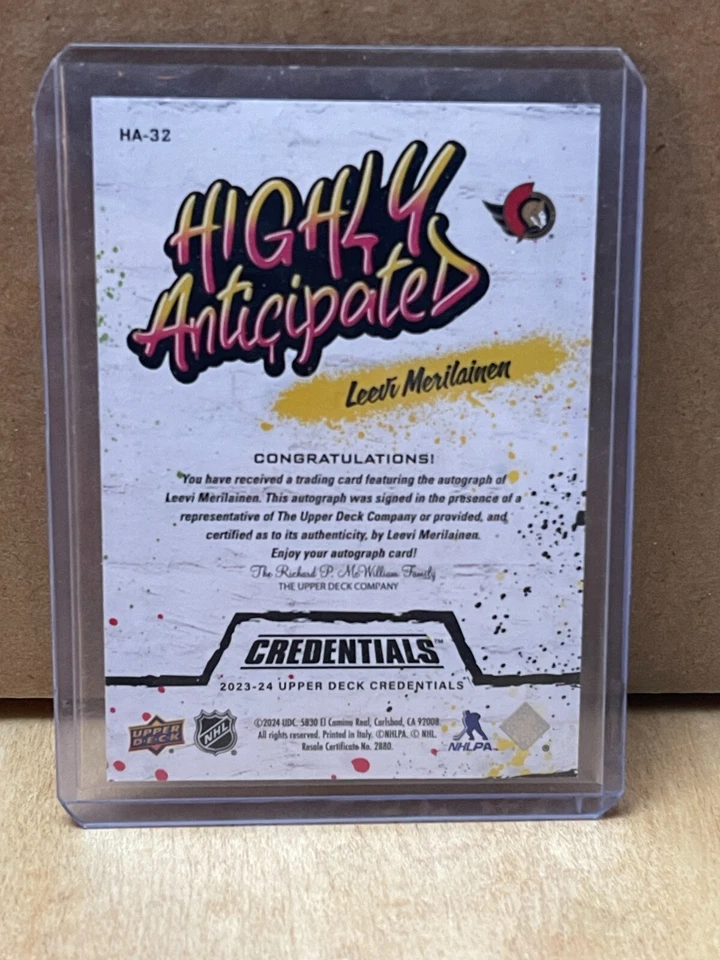 HA-32
HIGHLY
Anticipated
Leevi Merilainen
CONGRATULATIONS!
You have received a trading card featuring the autograph of
Leevi Merilainen. This autograph was signed in the presence of a
representative of The Upper Deck Company or provided, and
certified as to its authenticity, by Leevi Merilainen.
Enjoy your autograph card!
The Richard P. McWilliam Family
THE UPPER DECK COMPANY
CREDENTIALS™
2023-24 UPPER DECK CREDENTIALS
©2024 UDC. 5830 El Camino Real, Carlsbad, CA 92008
All rights reserved. Printed in Italy. ©NHLPA. © NHL.
Resale Certificate No. 2880.
UPPER
DECK
NHL
NHLPA